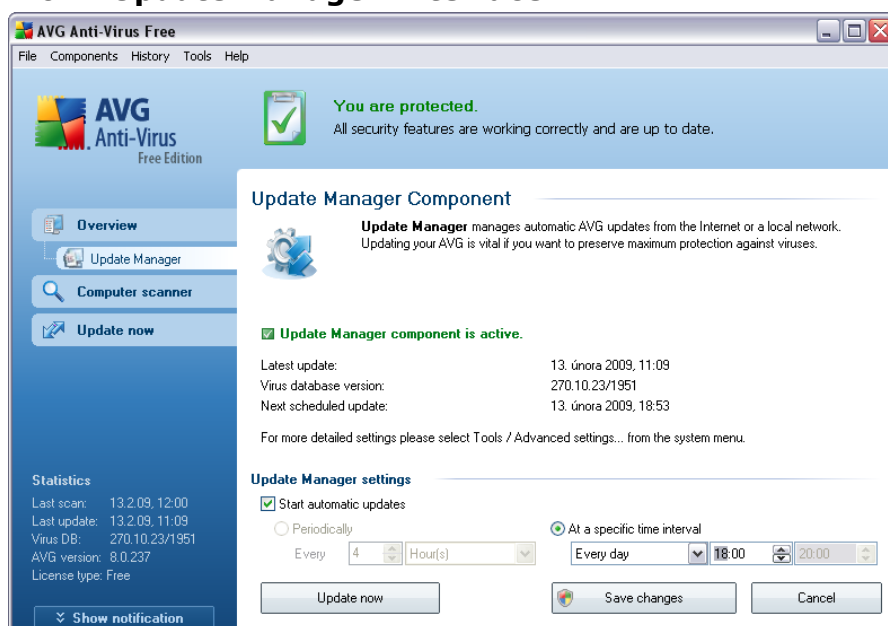 AVG Anti-Virus Free
File Components History Tools Help
AVG
Anti-Virus
Free Edition
You are protected.
All security features are working correctly and are up to date.
Overview
Update Manager
Computer scanner
Update now
Update Manager Component
Update Manager manages automatic AVG updates from the Internet or a local network.
Updating your AVG is vital if you want to preserve maximum protection against viruses.
Update Manager component is active.
Latest update: 13. února 2009, 11:09
Virus database version: 270.10.23/1951
Next scheduled update: 13. února 2009, 18:53
For more detailed settings please select Tools / Advanced settings... from the system menu.
Update Manager settings
Start automatic updates
Periodically
Every 4 Hour(s)
At a specific time interval
Every day 18:00 20:00
Update now Save changes Cancel
Statistics
Last scan: 13.2.09, 12:00
Last update: 13.2.09, 11:09
Virus DB: 270.10.23/1951
AVG version: 8.0.237
License type: Free
Show notification